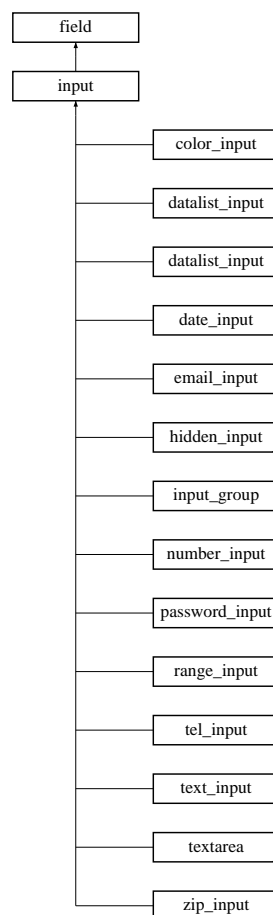 field
input
color_input
datalist_input
datalist_input
date_input
email_input
hidden_input
input_group
number_input
password_input
range_input
tel_input
text_input
textarea
zip_input